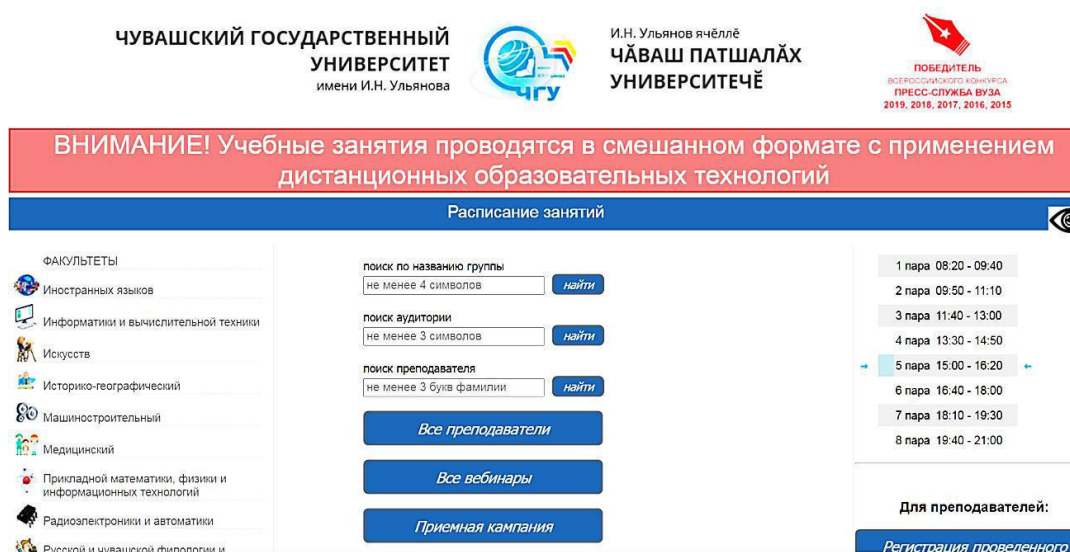 ЧУВАШСКИЙ ГОСУДАРСТВЕННЫЙ
УНИВЕРСИТЕТ
имени И.Н. Ульянова
ЧГУ
И.Н. Ульянов ячӗллӗ
ЧӐВАШ ПАТШАЛӐХ
УНИВЕРСИТЕЧӖ
ПОБЕДИТЕЛЬ
ВСЕРОССИЙСКОГО КОНКУРСА
ПРЕСС-СЛУЖБА ВУЗА
2019, 2018, 2017, 2016, 2015
ВНИМАНИЕ! Учебные занятия проводятся в смешанном формате с применением
дистанционных образовательных технологий
Расписание занятий
ФАКУЛЬТЕТЫ
Иностранных языков
Информатики и вычислительной техники
Искусств
Историко-географический
Машиностроительный
Медицинский
Прикладной математики, физики и
информационных технологий
Радиоэлектроники и автоматики
Русской и чувашской филологии и
поиск по названию группы
не менее 4 символов
найти
поиск аудитории
не менее 3 символов
найти
поиск преподавателя
не менее 3 букв фамилии
найти
Все преподаватели
Все вебинары
Приемная кампания
1 пара 08:20 - 09:40
2 пара 09:50 - 11:10
3 пара 11:40 - 13:00
4 пара 13:30 - 14:50
5 пара 15:00 - 16:20
6 пара 16:40 - 18:00
7 пара 18:10 - 19:30
8 пара 19:40 - 21:00
Для преподавателей:
Регистрация проведенного